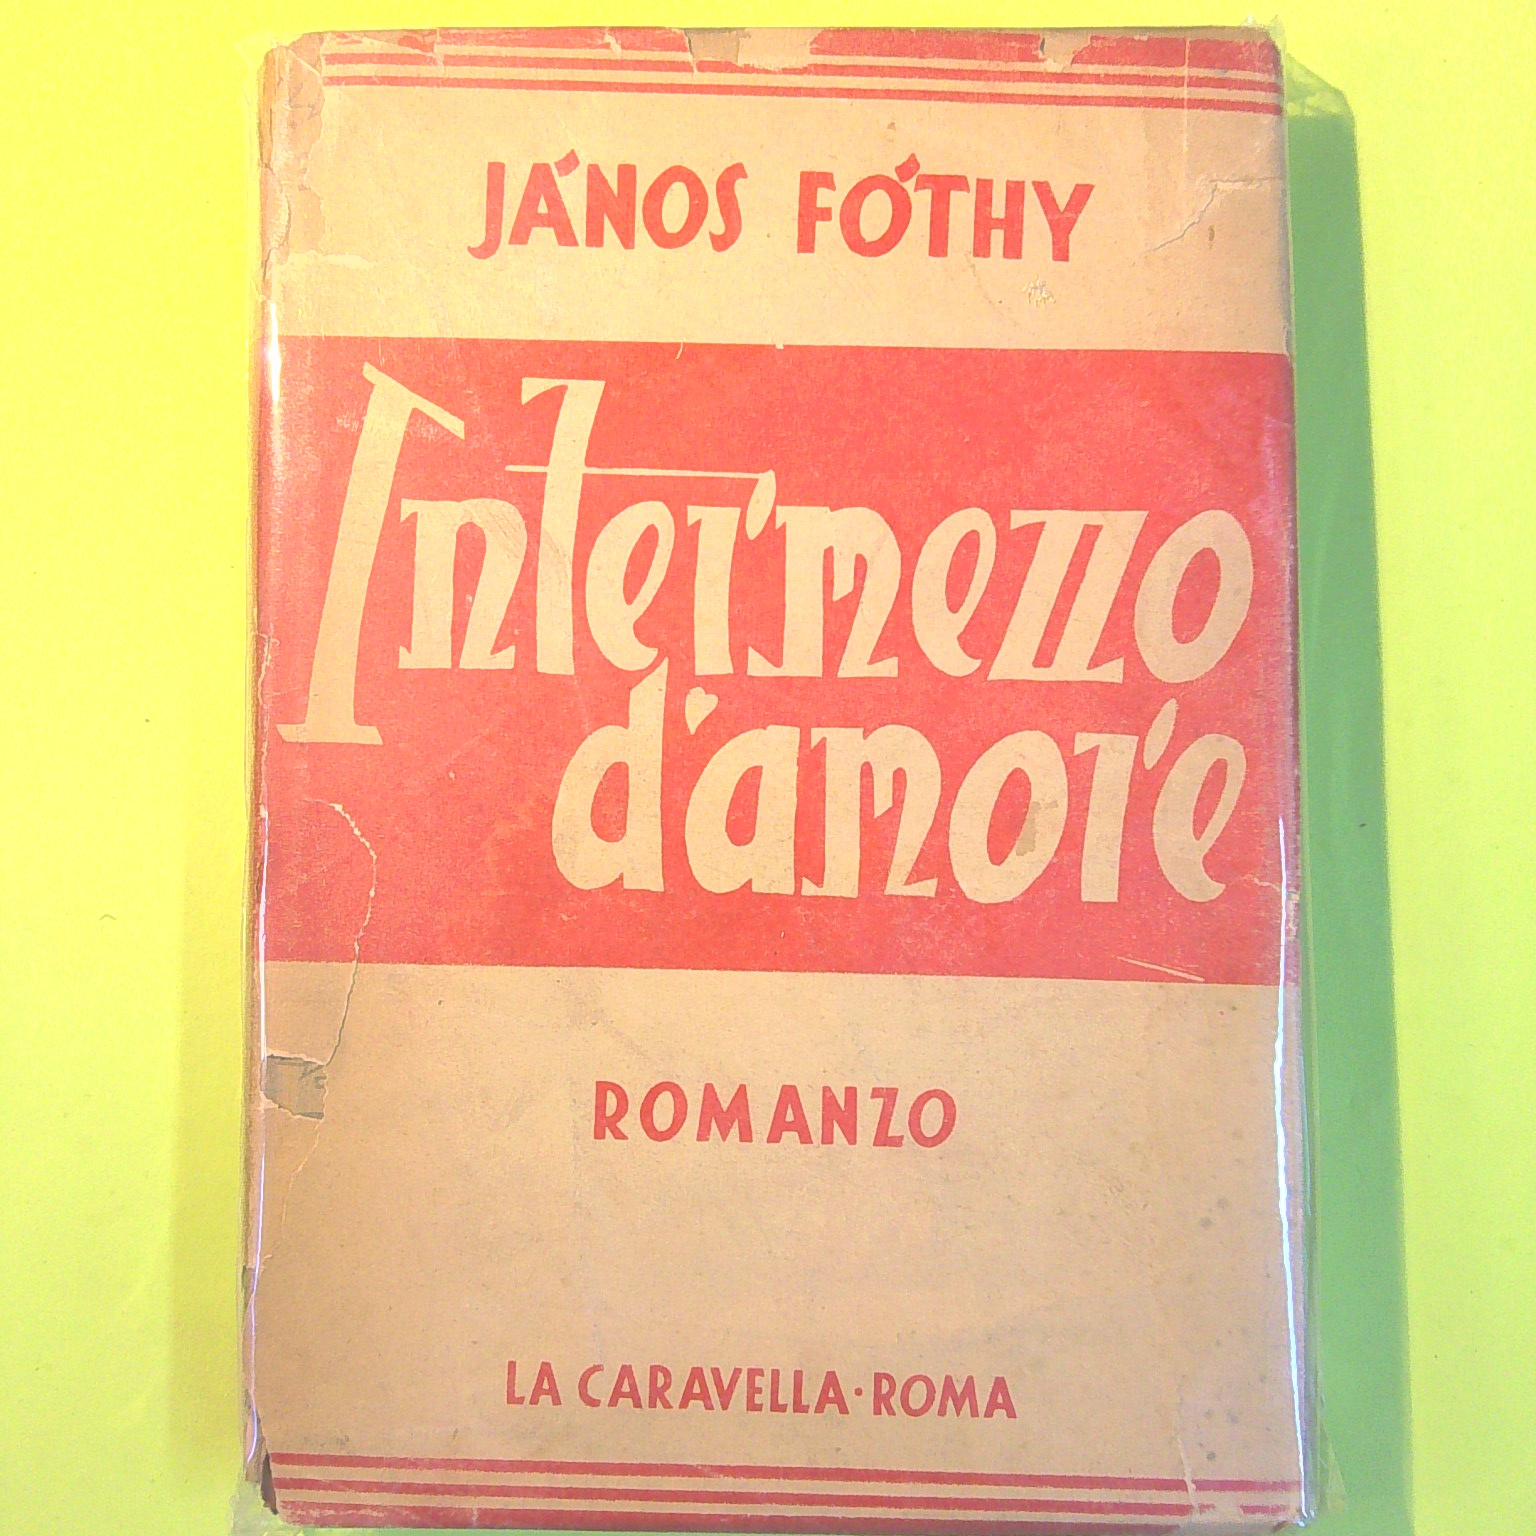 JÁNOS FÓTHY
Intermezzo
d'amore
ROMANZO
LA CARAVELLA·ROMA